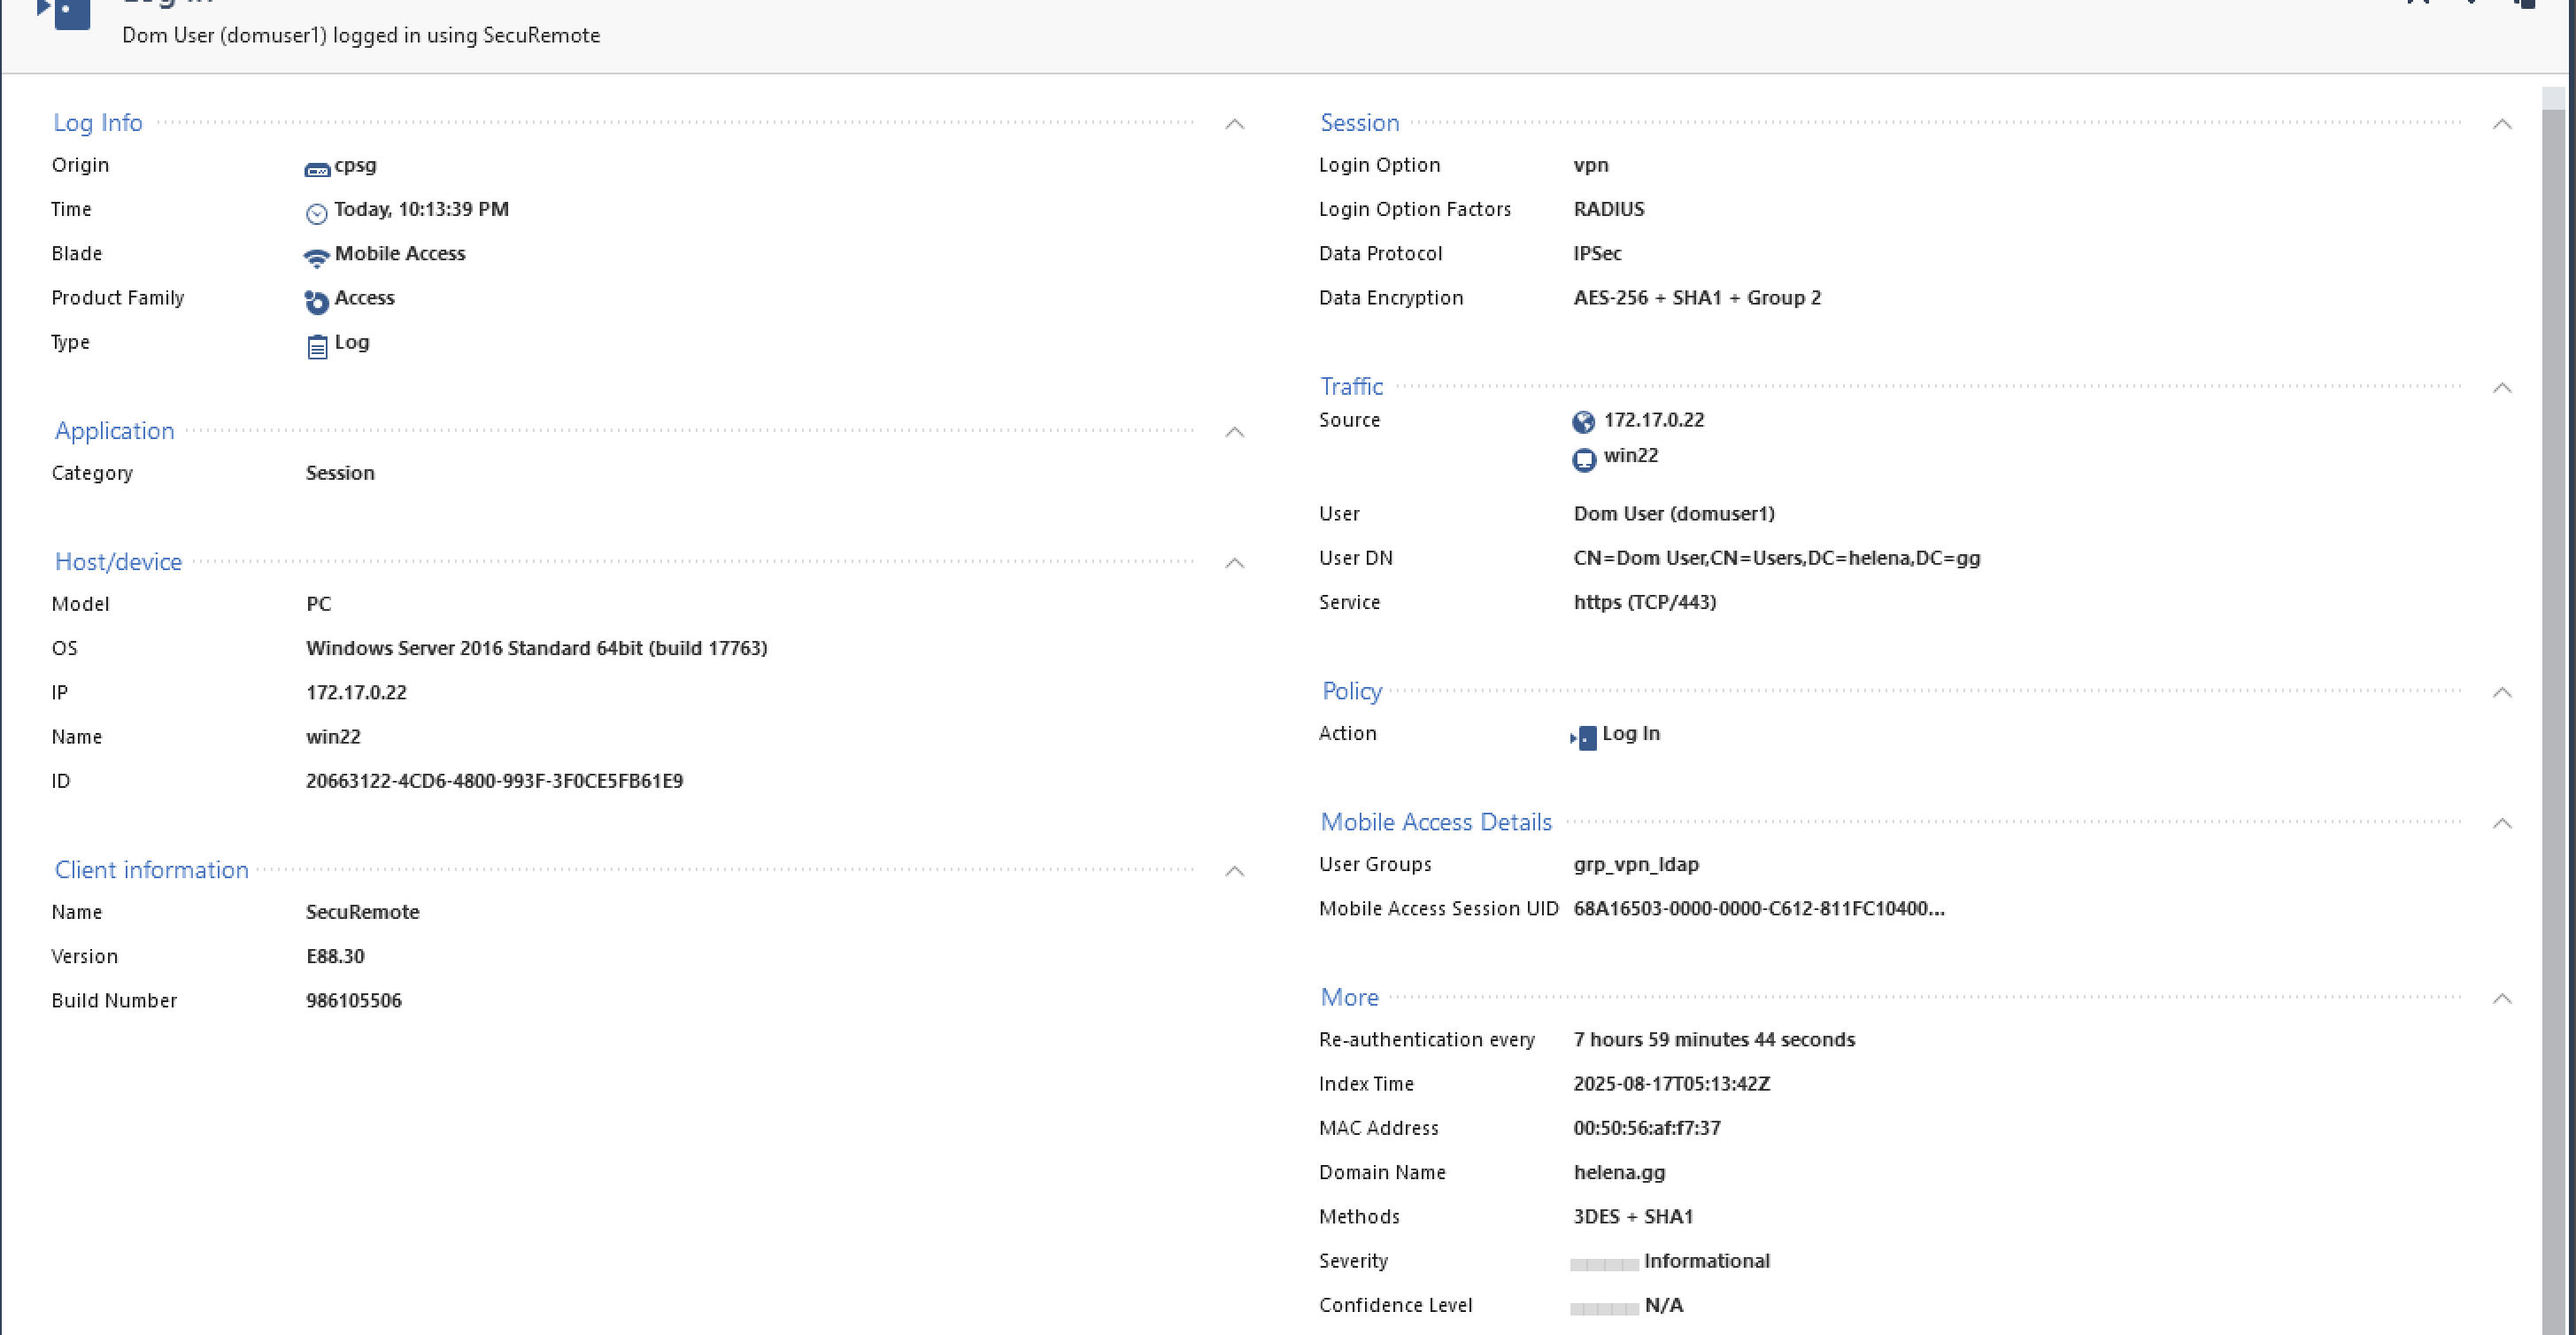 Log In
Dom User (domuser1) logged in using SecuRemote
Log Info
Origin cpsg
Time Today, 10:13:39 PM
Blade Mobile Access
Product Family Access
Type Log
Application
Category Session
Host/device
Model PC
OS Windows Server 2016 Standard 64bit (build 17763)
IP 172.17.0.22
Name win22
ID 20663122-4CD6-4800-993F-3F0CE5FB61E9
Client information
Name SecuRemote
Version E88.30
Build Number 986105506
Session
Login Option vpn
Login Option Factors RADIUS
Data Protocol IPSec
Data Encryption AES-256 + SHA1 + Group 2
Traffic
Source 172.17.0.22
win22
User Dom User (domuser1)
User DN CN=Dom User,CN=Users,DC=helena,DC=gg
Service https (TCP/443)
Policy
Action Log In
Mobile Access Details
User Groups grp_vpn_ldap
Mobile Access Session UID 68A16503-0000-0000-C612-811FC10400...
More
Re-authentication every 7 hours 59 minutes 44 seconds
Index Time 2025-08-17T05:13:42Z
MAC Address 00:50:56:af:f7:37
Domain Name helena.gg
Methods 3DES + SHA1
Severity Informational
Confidence Level N/A